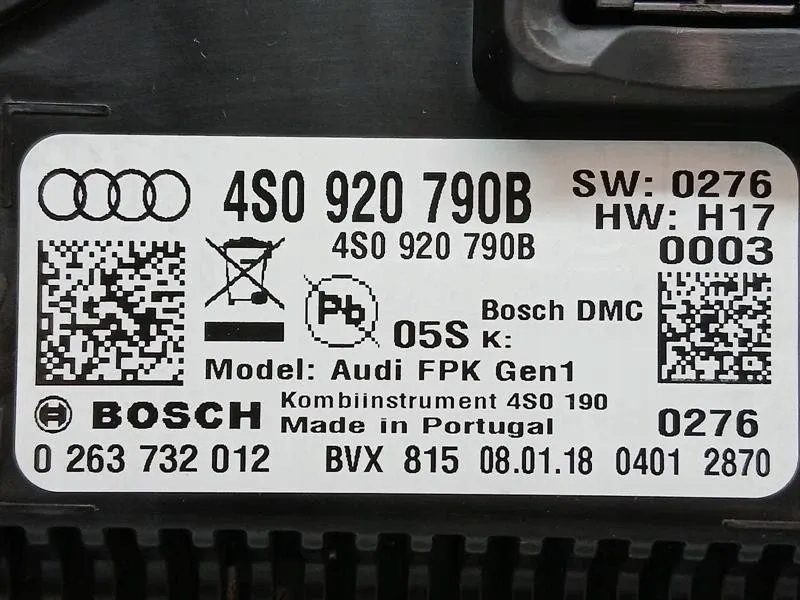 4S0 920 790B
SW: 0276
HW: H17
4S0 920 790B
0003
Pb
05S
Bosch DMC
K:
Model: Audi FPK Gen1
BOSCH
Kombiinstrument 4S0 190
Made in Portugal
0276
0 263 732 012 BVX 815 08.01.18 0401 2870